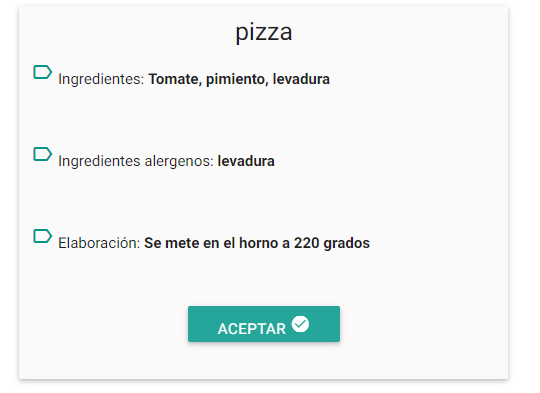 pizza
Ingredientes: Tomate, pimiento, levadura
Ingredientes alergenos: levadura
Elaboración: Se mete en el horno a 220 grados
ACEPTAR